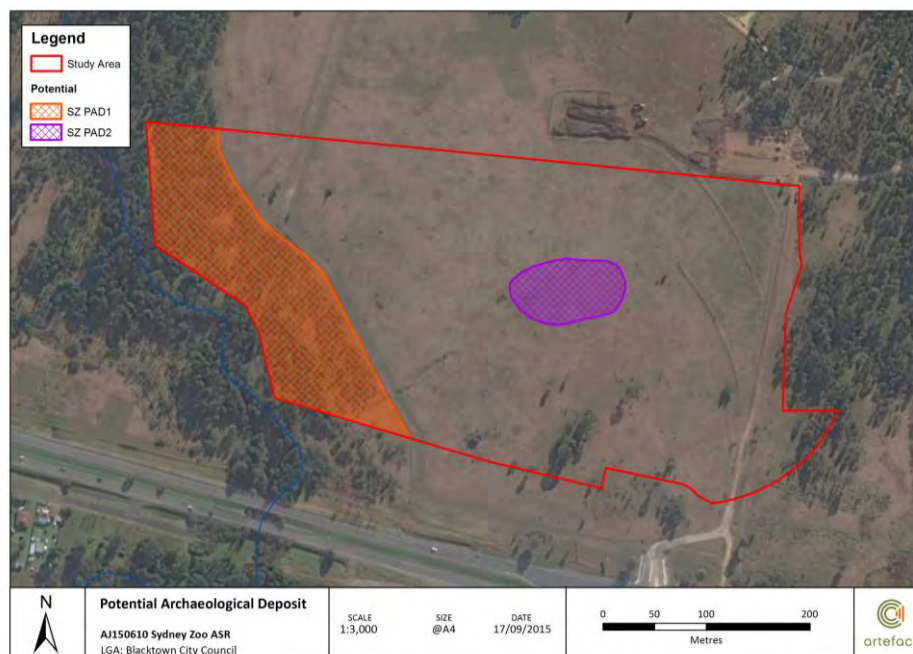 Legend
Study Area
Potential
SZ PAD1
SZ PAD2
N
Potential Archaeological Deposit
AJ150610 Sydney Zoo ASR
LGA: Blacktown City Council
SCALE
1:3,000
SIZE
@A4
DATE
17/09/2015
0 50 100 200
Metres
artefac